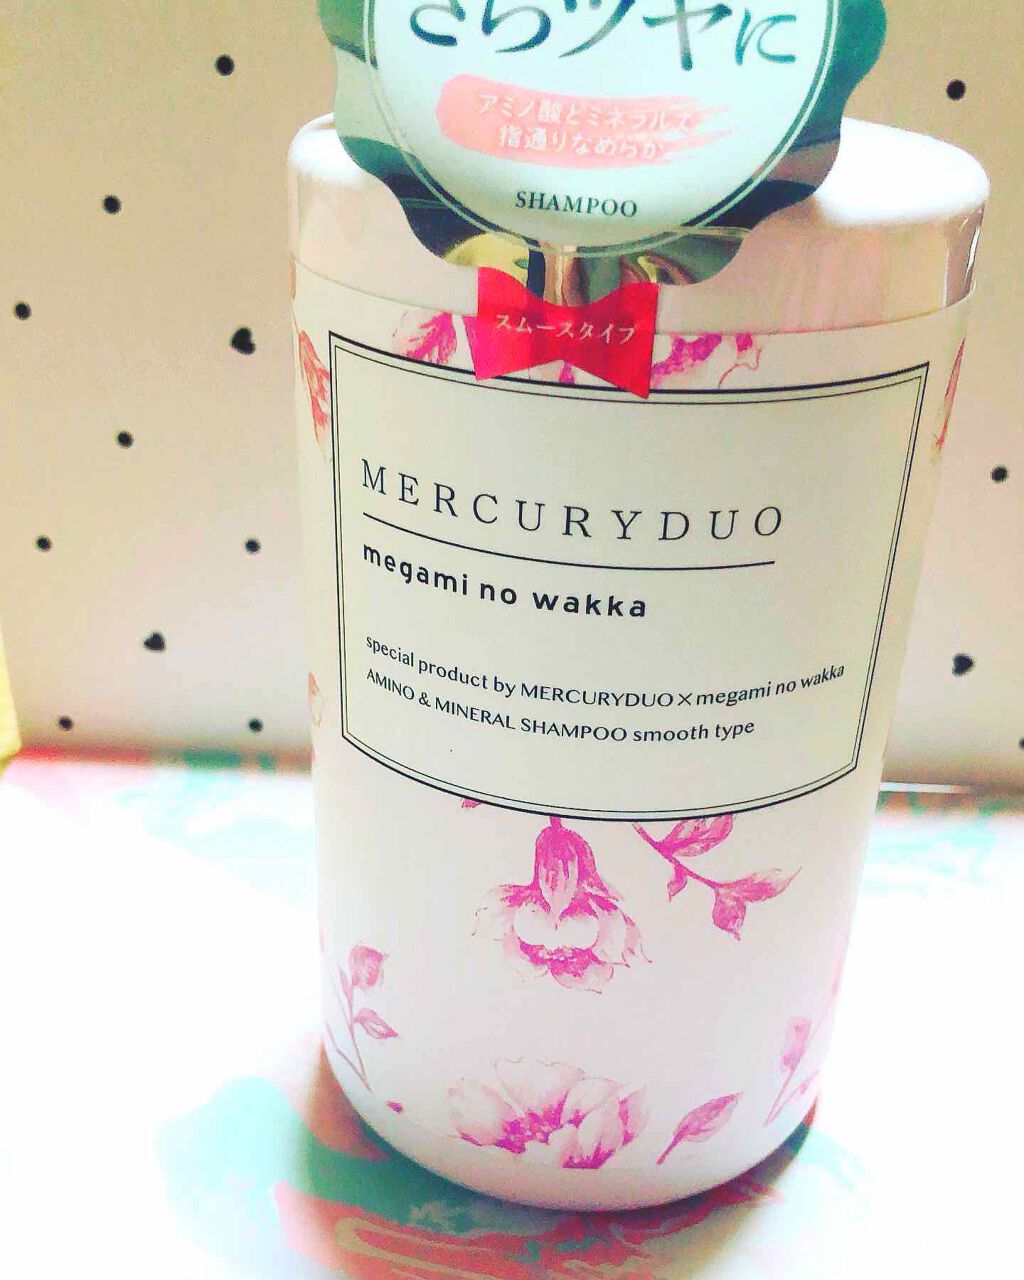 さらツヤに
アミノ酸とミネラルで
指通りなめらか
SHAMPOO
スムースタイプ
MERCURYDUO
megami no wakka
special product by MERCURYDUO×megami no wakka
AMINO & MINERAL SHAMPOO smooth type